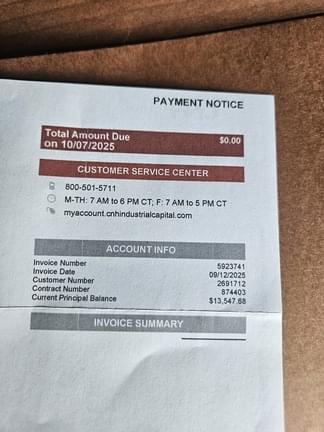 PAYMENT NOTICE
Total Amount Due
on 10/07/2025 $0.00
CUSTOMER SERVICE CENTER
800-501-5711
M-TH: 7 AM to 6 PM CT; F: 7 AM to 5 PM CT
myaccount.cnhindustrialcapital.com
ACCOUNT INFO
Invoice Number 5923741
Invoice Date 09/12/2025
Customer Number 2691712
Contract Number 874403
Current Principal Balance $13,547.68
INVOICE SUMMARY